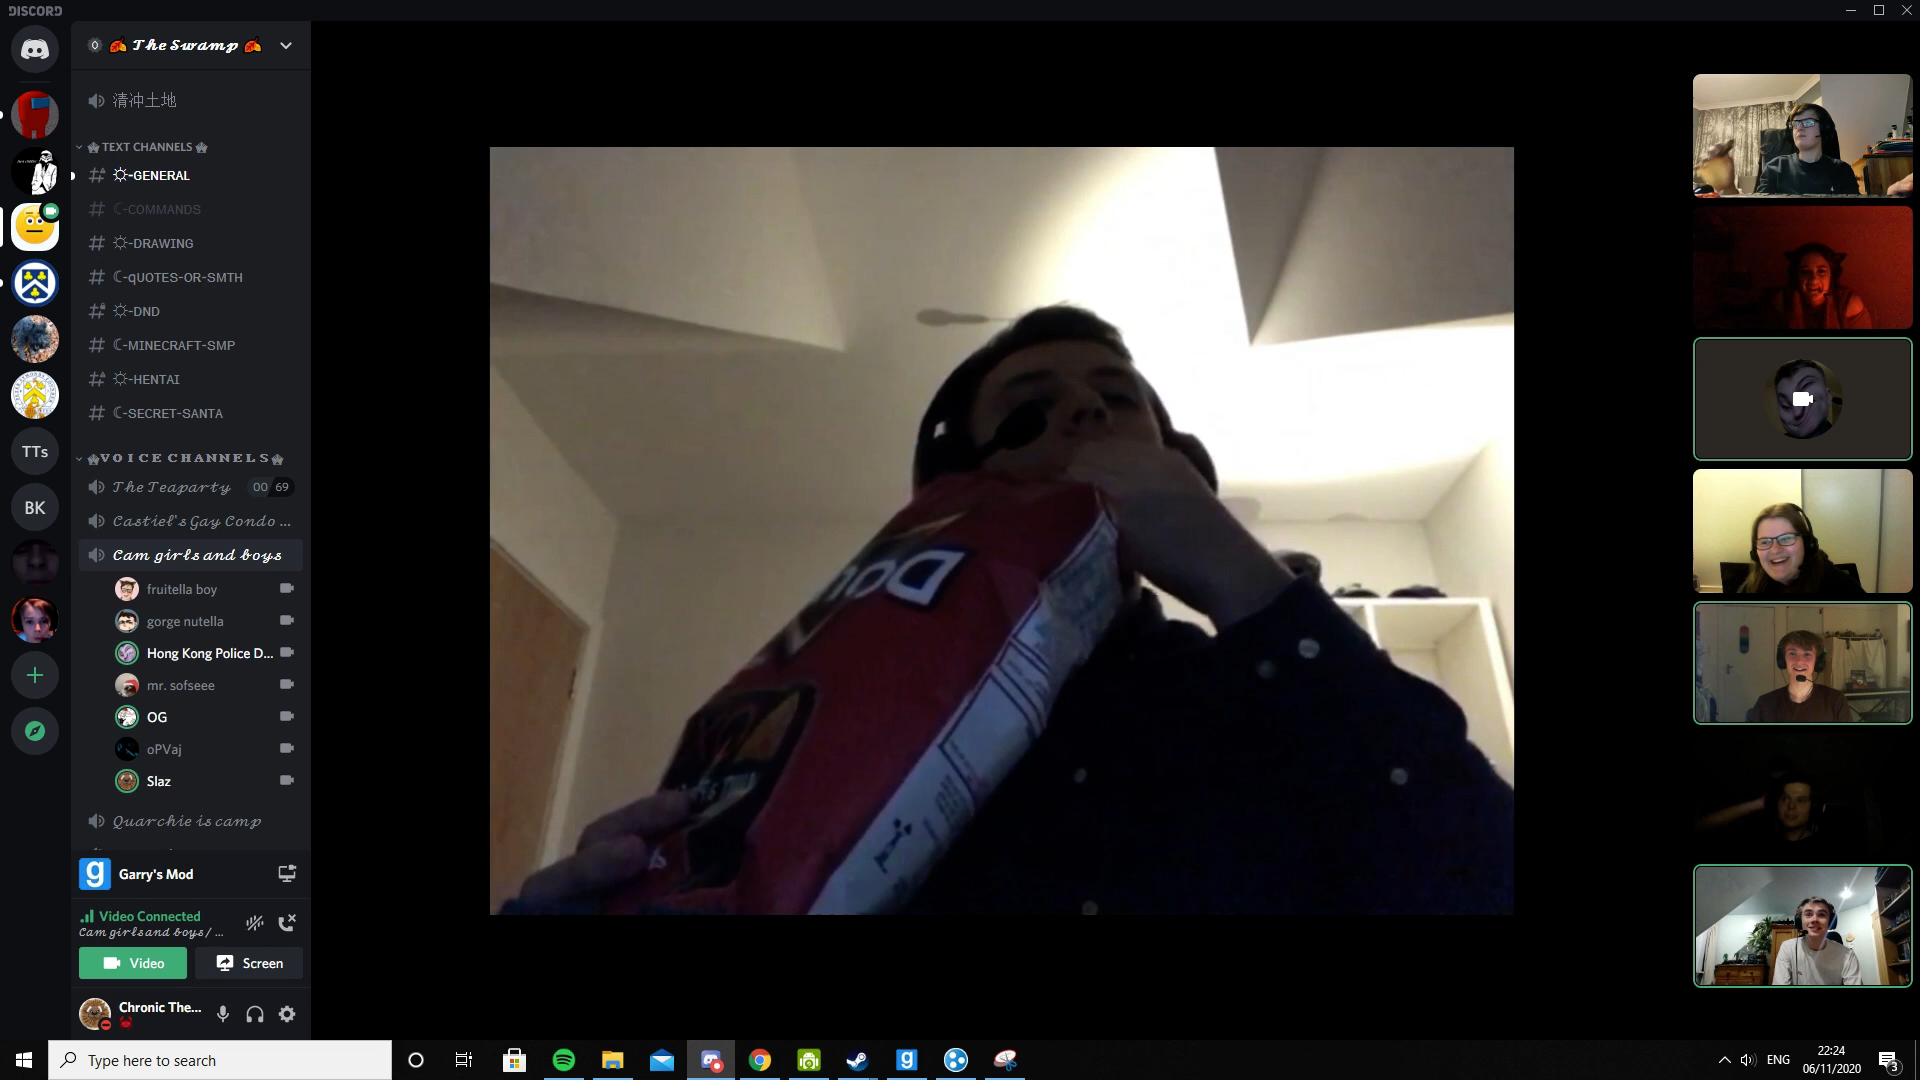 DISCORD
The Swamp
清冲土地
TEXT CHANNELS
GENERAL
COMMANDS
DRAWING
qUOTES-OR-SMTH
DND
MINECRAFT-SMP
HENTAI
SECRET-SANTA
TTs
VOICE CHANNELS
The Teaparty 00 69
BK
Castiel's Gay Condo ...
Cam girls and boys
fruitella boy
gorge nutella
Hong Kong Police D...
mr. sofseee
OG
oPVaj
Slaz
Quarchie is camp
g Garry's Mod
Video Connected
Cam girls and boys / ...
Video Screen
Chronic The...
Type here to search
g
ENG
22:24
06/11/2020
3